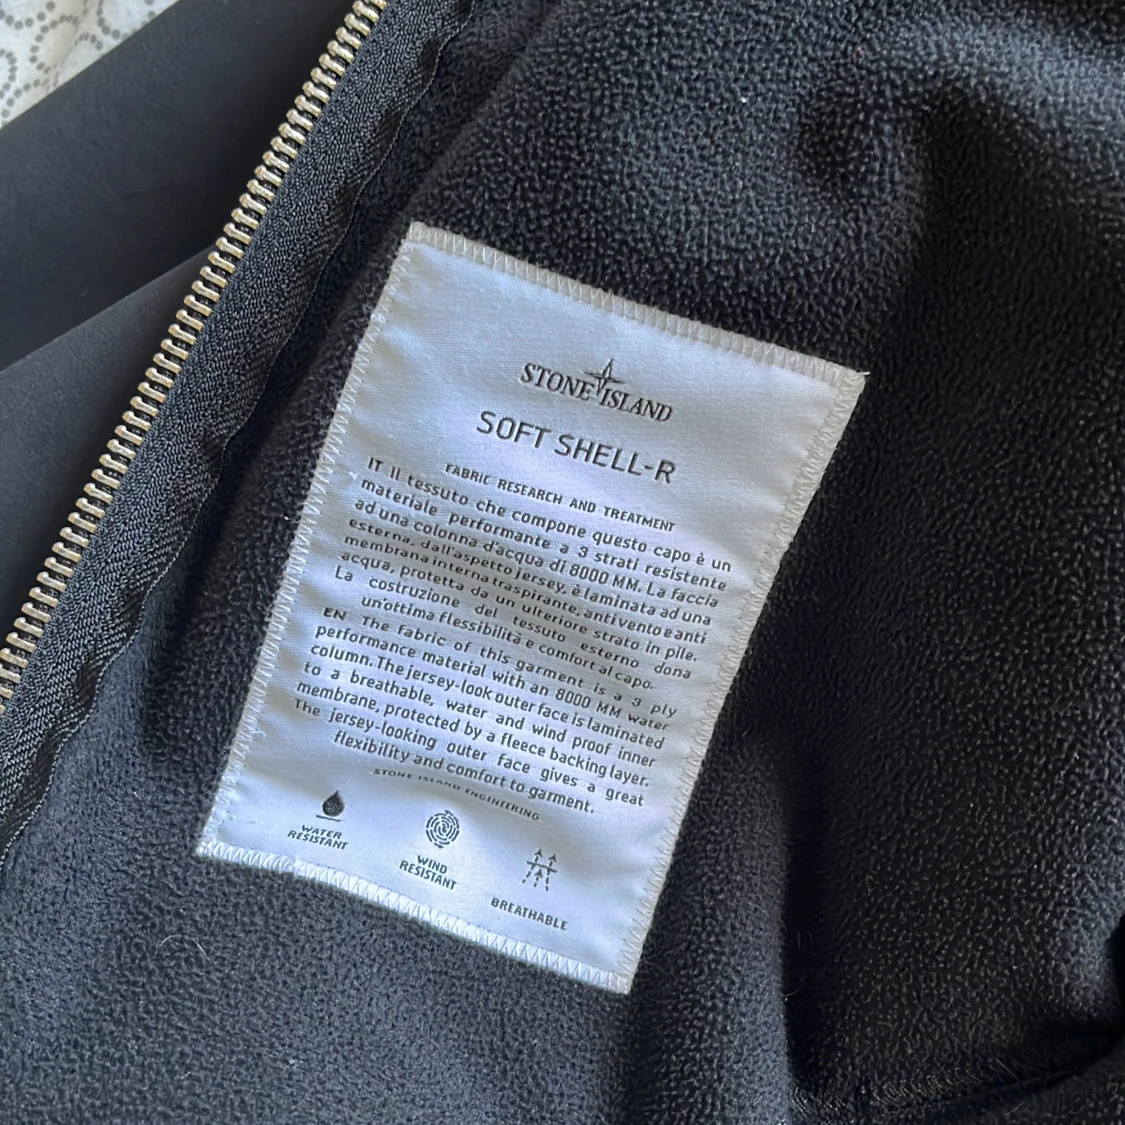 STONE ISLAND
SOFT SHELL-R
FABRIC RESEARCH AND TREATMENT
IT Il tessuto che compone questo capo è un
materiale performante a 3 strati resistente
ad una colonna d'acqua di 8000 MM. La faccia
esterna, dall'aspetto jersey, è laminata ad una
membrana interna traspirante, antivento e anti
acqua, protetta da un ulteriore strato in pile.
La costruzione del tessuto esterno dona
un'ottima flessibilità e comfort al capo.
EN The fabric of this garment is a 3 ply
performance material with an 8000 MM water
column. The jersey-look outer face is laminated
to a breathable, water and wind proof inner
membrane, protected by a fleece backing layer.
The jersey-looking outer face gives a great
flexibility and comfort to garment.
STONE ISLAND ENGINEERING
WATER
RESISTANT
WIND
RESISTANT
BREATHABLE